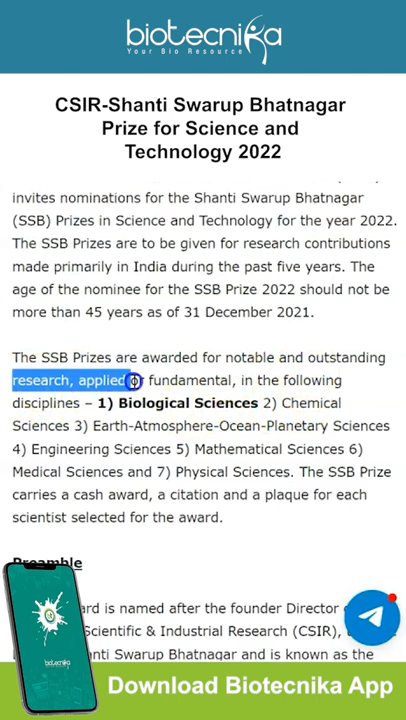 biotecnika
Your Bio Resource
CSIR-Shanti Swarup Bhatnagar
Prize for Science and
Technology 2022
invites nominations for the Shanti Swarup Bhatnagar
(SSB) Prizes in Science and Technology for the year 2022.
The SSB Prizes are to be given for research contributions
made primarily in India during the past five years. The
age of the nominee for the SSB Prize 2022 should not be
more than 45 years as of 31 December 2021.
The SSB Prizes are awarded for notable and outstanding
research, applied or fundamental, in the following
disciplines – 1) Biological Sciences 2) Chemical
Sciences 3) Earth-Atmosphere-Ocean-Planetary Sciences
4) Engineering Sciences 5) Mathematical Sciences 6)
Medical Sciences and 7) Physical Sciences. The SSB Prize
carries a cash award, a citation and a plaque for each
scientist selected for the award.
Preamble
ard is named after the founder Director
Scientific & Industrial Research (CSIR),
anti Swarup Bhatnagar and is known as the
biotecnika
Download Biotecnika App